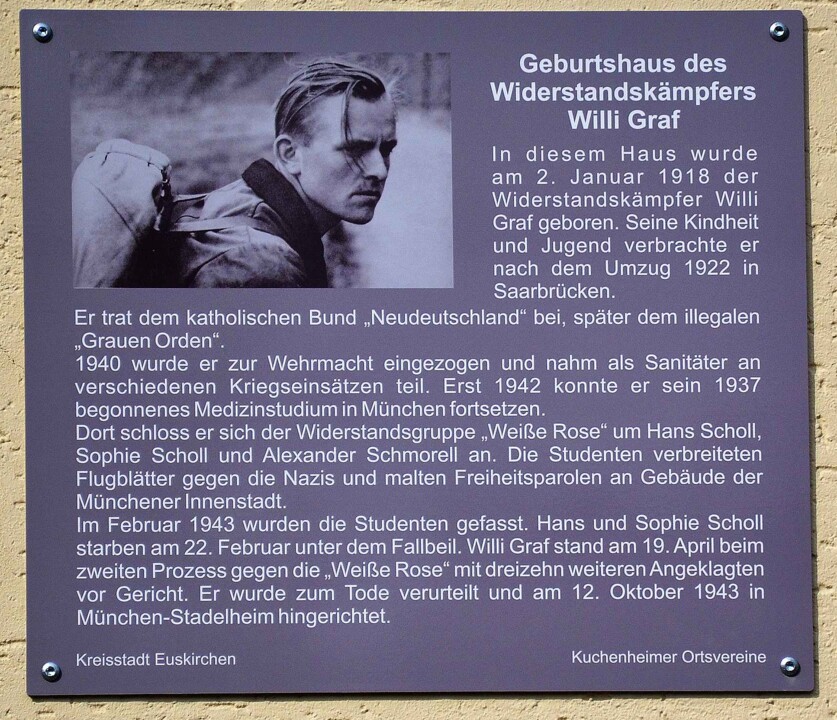 Geburtshaus des
Widerstandskämpfers
Willi Graf
In diesem Haus wurde
am 2. Januar 1918 der
Widerstandskämpfer Willi
Graf geboren. Seine Kindheit
und Jugend verbrachte er
nach dem Umzug 1922 in
Saarbrücken.
Er trat dem katholischen Bund „Neudeutschland“ bei, später dem illegalen
„Grauen Orden“.
1940 wurde er zur Wehrmacht eingezogen und nahm als Sanitäter an
verschiedenen Kriegseinsätzen teil. Erst 1942 konnte er sein 1937
begonnenes Medizinstudium in München fortsetzen.
Dort schloss er sich der Widerstandsgruppe „Weiße Rose“ um Hans Scholl,
Sophie Scholl und Alexander Schmorell an. Die Studenten verbreiteten
Flugblätter gegen die Nazis und malten Freiheitsparolen an Gebäude der
Münchener Innenstadt.
Im Februar 1943 wurden die Studenten gefasst. Hans und Sophie Scholl
starben am 22. Februar unter dem Fallbeil. Willi Graf stand am 19. April beim
zweiten Prozess gegen die „Weiße Rose“ mit dreizehn weiteren Angeklagten
vor Gericht. Er wurde zum Tode verurteilt und am 12. Oktober 1943 in
München-Stadelheim hingerichtet.
Kreisstadt Euskirchen
Kuchenheimer Ortsvereine